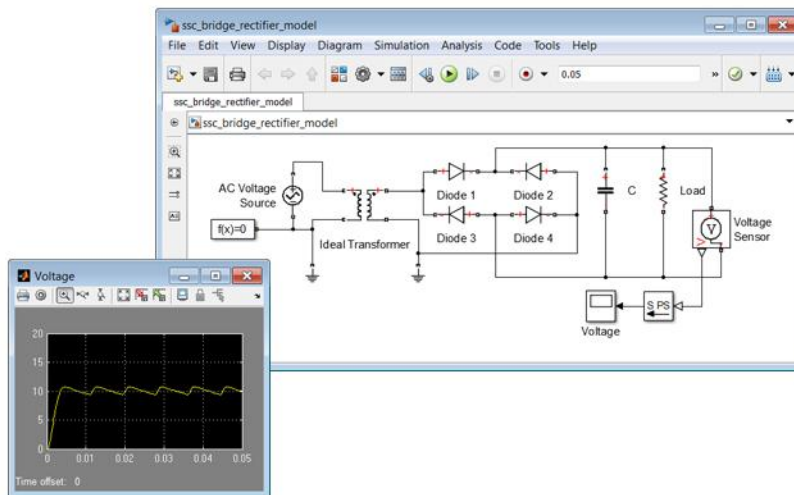 ssc_bridge_rectifier_model
File Edit View Display Diagram Simulation Analysis Code Tools Help
0.05 »
ssc_bridge_rectifier_model
ssc_bridge_rectifier_model
AC Voltage
Source
f(x)=0
Ideal Transformer
Diode 1
Diode 2
Diode 3
Diode 4
C
Load
V
Voltage
Sensor
S PS
Voltage
Voltage
20
15
10
5
0
0 0.01 0.02 0.03 0.04 0.05
Time offset: 0